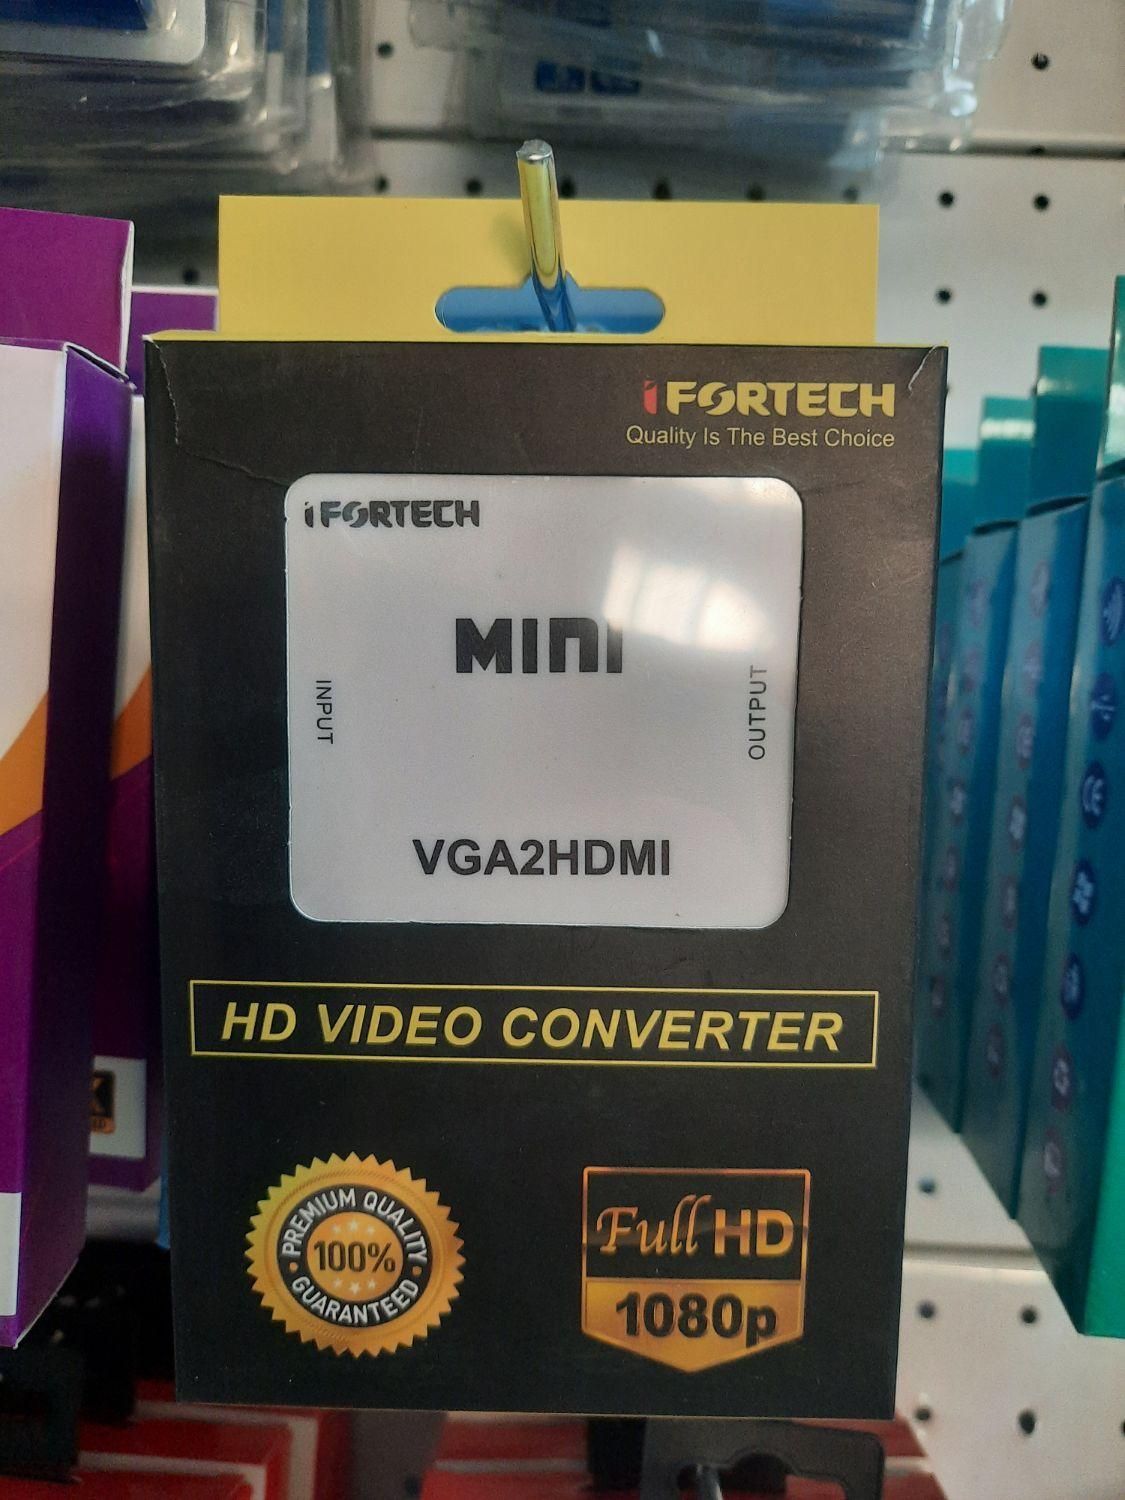 iFORTECH
Quality Is The Best Choice
iFORTECH
MINI
INPUT
OUTPUT
VGA2HDMI
HD VIDEO CONVERTER
PREMIUM QUALITY
100%
GUARANTEED
Full HD
1080p
CE